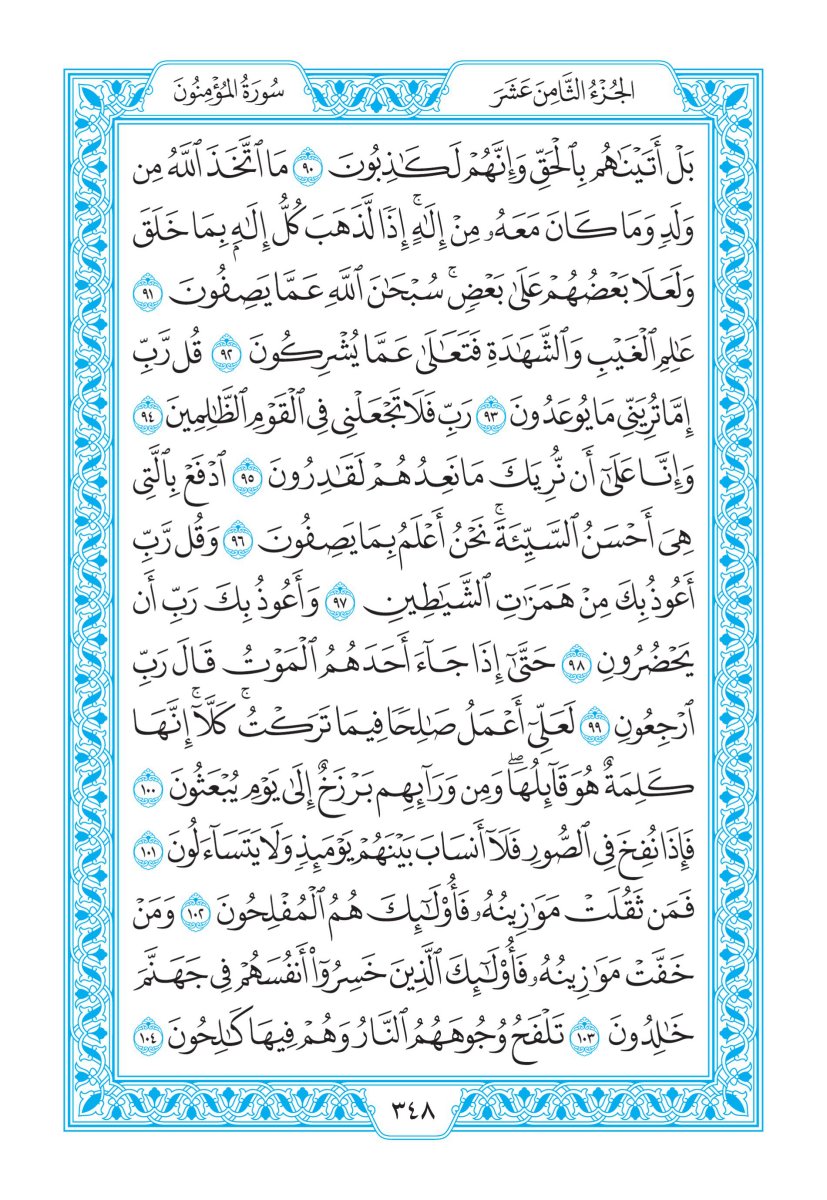 الجُزْءُ الثَّامِنَ عَشَرَ
سُورَةُ المُؤْمِنُونَ
بَلْ أَتَيْنَٰهُم بِٱلْحَقِّ وَإِنَّهُمْ لَكَٰذِبُونَ ٩٠ مَا ٱتَّخَذَ ٱللَّهُ مِن
وَلَدٍ وَمَا كَانَ مَعَهُۥ مِنْ إِلَٰهٍۚ إِذًا لَّذَهَبَ كُلُّ إِلَٰهٍۭ بِمَا خَلَقَ
وَلَعَلَا بَعْضُهُمْ عَلَىٰ بَعْضٍۚ سُبْحَٰنَ ٱللَّهِ عَمَّا يَصِفُونَ ٩١
عَٰلِمِ ٱلْغَيْبِ وَٱلشَّهَٰدَةِ فَتَعَٰلَىٰ عَمَّا يُشْرِكُونَ ٩٢ قُل رَّبِّ
إِمَّا تُرِيَنِّى مَا يُوعَدُونَ ٩٣ رَبِّ فَلَا تَجْعَلْنِى فِى ٱلْقَوْمِ ٱلظَّٰلِمِينَ ٩٤
وَإِنَّا عَلَىٰٓ أَن نُّرِيَكَ مَا نَعِدُهُمْ لَقَٰدِرُونَ ٩٥ ٱدْفَعْ بِٱلَّتِى
هِىَ أَحْسَنُ ٱلسَّيِّئَةَۚ نَحْنُ أَعْلَمُ بِمَا يَصِفُونَ ٩٦ وَقُل رَّبِّ
أَعُوذُ بِكَ مِنْ هَمَزَٰتِ ٱلشَّيَٰطِينِ ٩٧ وَأَعُوذُ بِكَ رَبِّ أَن
يَحْضُرُونِ ٩٨ حَتَّىٰٓ إِذَا جَآءَ أَحَدَهُمُ ٱلْمَوْتُ قَالَ رَبِّ
ٱرْجِعُونِ ٩٩ لَعَلِّىٓ أَعْمَلُ صَٰلِحًا فِيمَا تَرَكْتُۚ كَلَّآۚ إِنَّهَا
كَلِمَةٌ هُوَ قَآئِلُهَاۖ وَمِن وَرَآئِهِم بَرْزَخٌ إِلَىٰ يَوْمِ يُبْعَثُونَ ١٠٠
فَإِذَا نُفِخَ فِى ٱلصُّورِ فَلَآ أَنسَابَ بَيْنَهُمْ يَوْمَئِذٍ وَلَا يَتَسَآءَلُونَ ١٠١
فَمَن ثَقُلَتْ مَوَٰزِينُهُۥ فَأُو۟لَٰٓئِكَ هُمُ ٱلْمُفْلِحُونَ ١٠٢ وَمَنْ
خَفَّتْ مَوَٰزِينُهُۥ فَأُو۟لَٰٓئِكَ ٱلَّذِينَ خَسِرُوٓا۟ أَنفُسَهُمْ فِى جَهَنَّمَ
خَٰلِدُونَ ١٠٣ تَلْفَحُ وُجُوهَهُمُ ٱلنَّارُ وَهُمْ فِيهَا كَٰلِحُونَ ١٠٤
٣٤٨